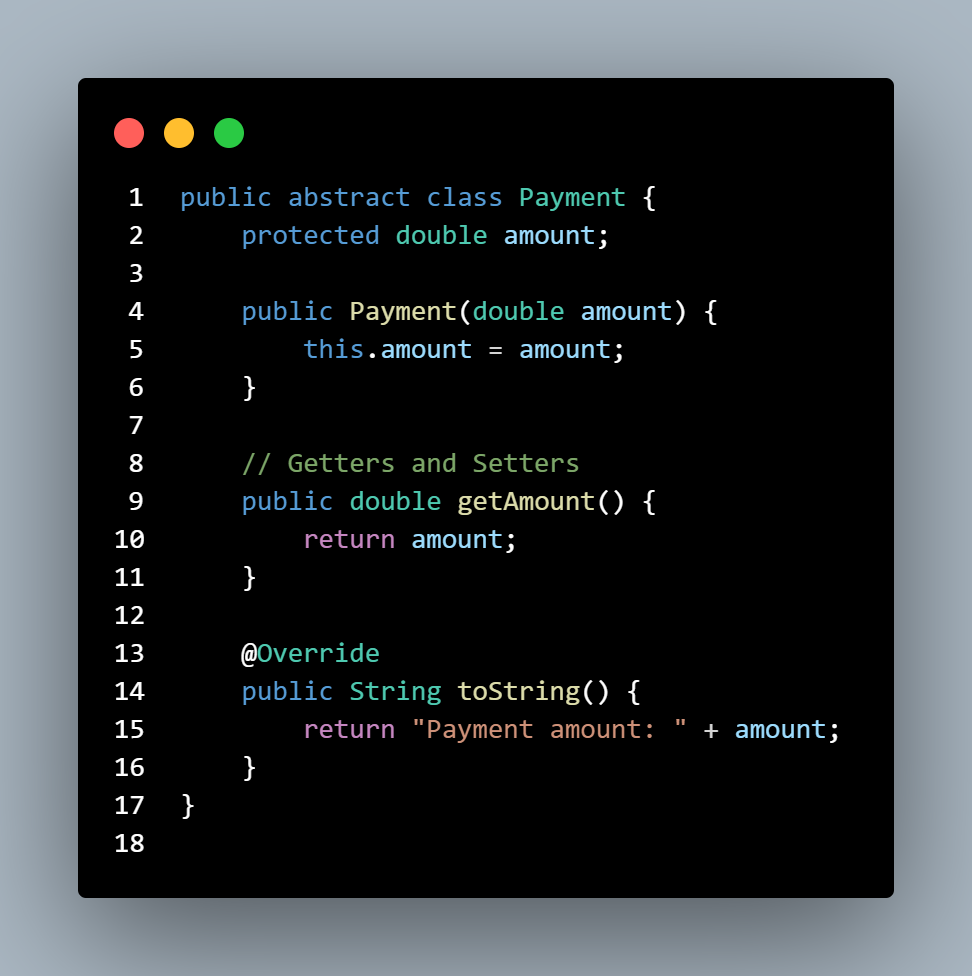 1 public abstract class Payment {
2     protected double amount;
3
4     public Payment(double amount) {
5         this.amount = amount;
6     }
7
8     // Getters and Setters
9     public double getAmount() {
10         return amount;
11     }
12
13     @Override
14     public String toString() {
15         return "Payment amount: " + amount;
16     }
17 }
18